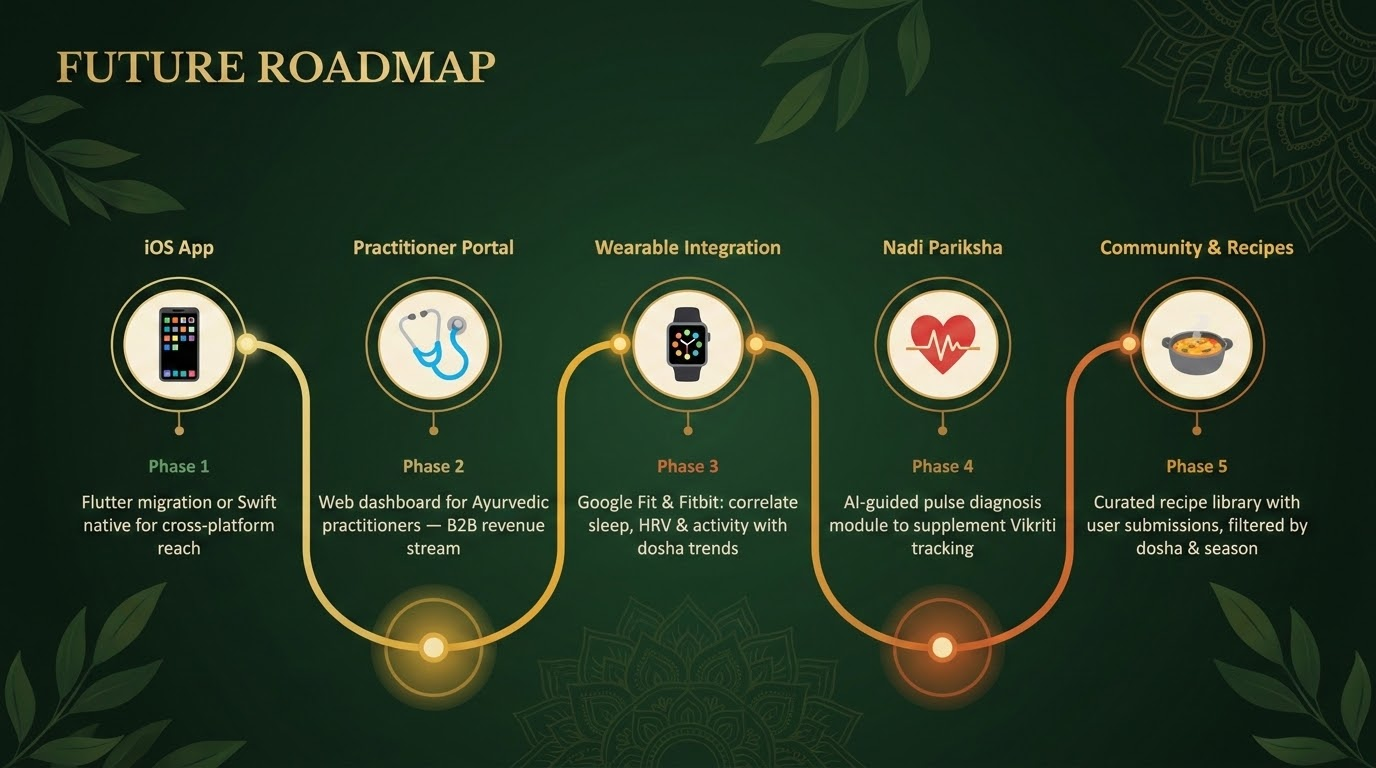 FUTURE ROADMAP
iOS App
Phase 1
Flutter migration or Swift
native for cross-platform
reach
Practitioner Portal
Phase 2
Web dashboard for Ayurvedic
practitioners — B2B revenue
stream
Wearable Integration
Phase 3
Google Fit & Fitbit: correlate
sleep, HRV & activity with
dosha trends
Nadi Pariksha
Phase 4
AI-guided pulse diagnosis
module to supplement Vikriti
tracking
Community & Recipes
Phase 5
Curated recipe library with
user submissions, filtered by
dosha & season